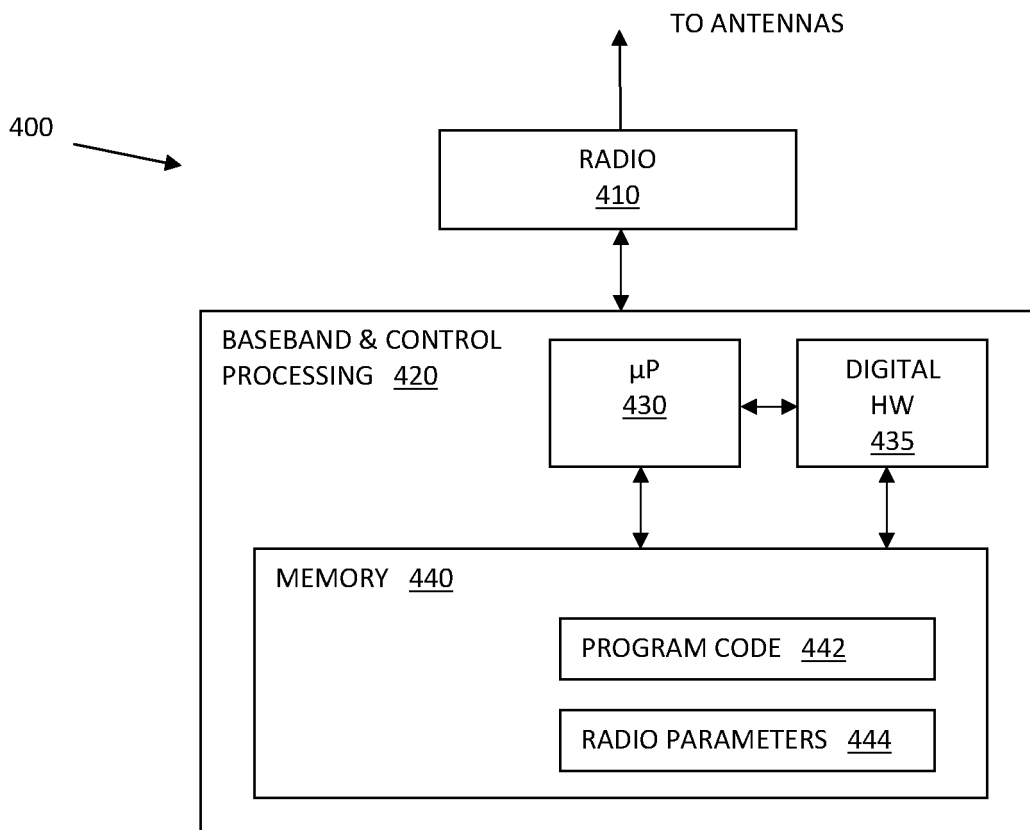 TO ANTENNAS
400
RADIO
410
BASEBAND & CONTROL
PROCESSING 420
µP
430
DIGITAL
HW
435
MEMORY 440
PROGRAM CODE 442
RADIO PARAMETERS 444